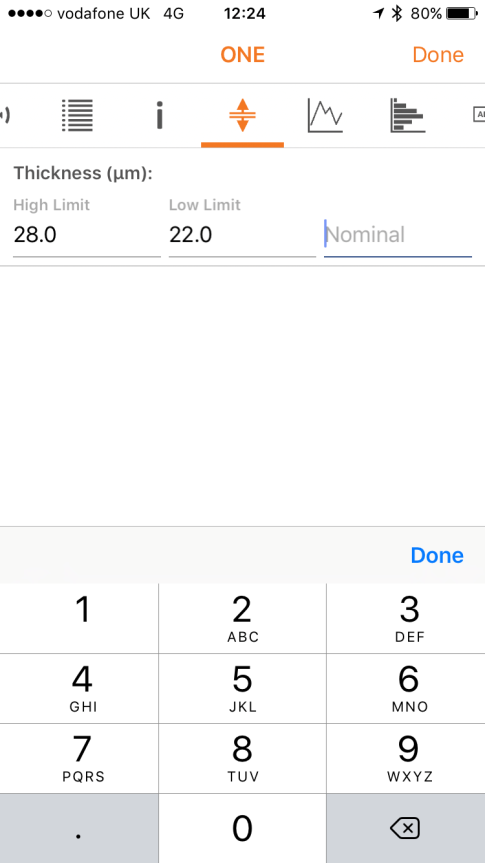 vodafone UK 4G 12:24 80%
ONE Done
Thickness (µm):
High Limit Low Limit
28.0 22.0 Nominal
Done
1 2 3
ABC DEF
4 5 6
GHI JKL MNO
7 8 9
PQRS TUV WXYZ
. 0